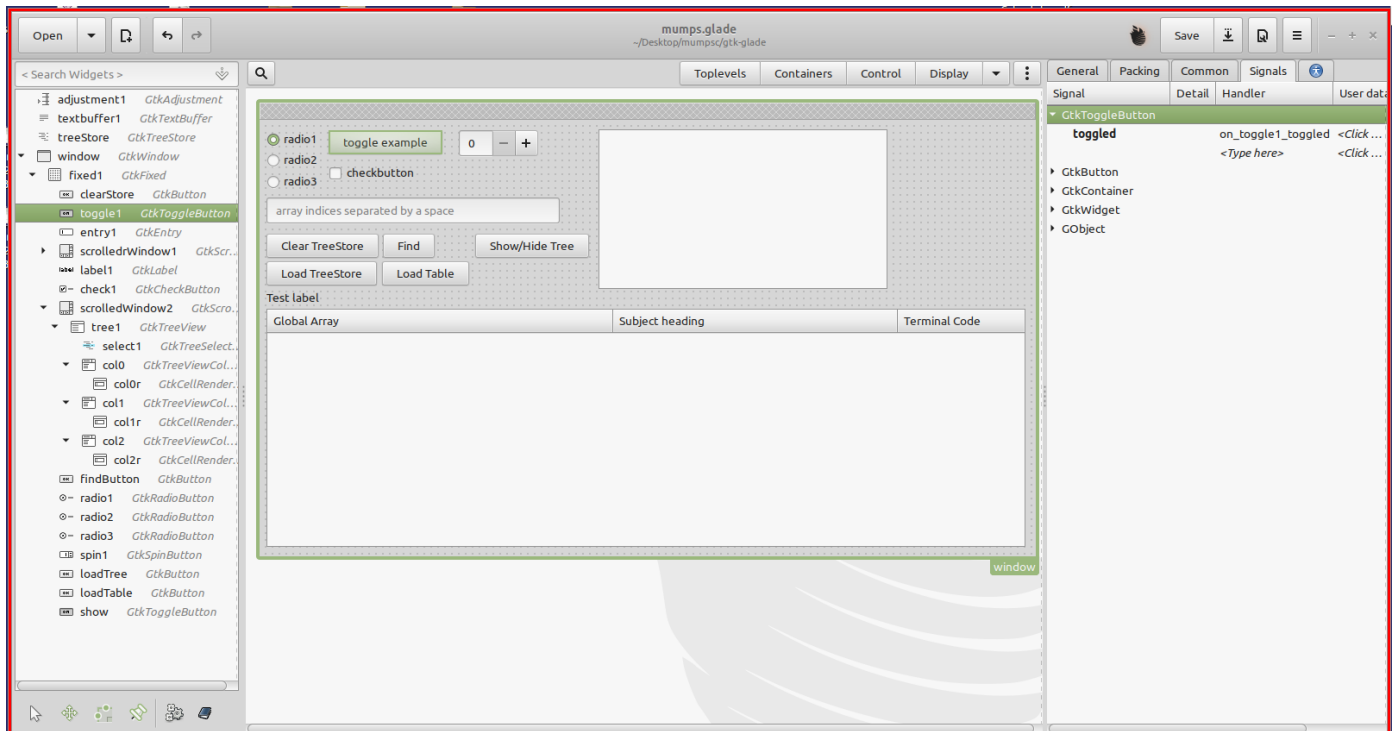 mumps.glade
~/Desktop/mumpsc/gtk-glade
Open
Save
< Search Widgets >
Toplevels Containers Control Display
General Packing Common Signals
Signal Detail Handler User data
adjustment1 GtkAdjustment
textbuffer1 GtkTextBuffer
treeStore GtkTreeStore
window GtkWindow
fixed1 GtkFixed
clearStore GtkButton
toggle1 GtkToggleButton
entry1 GtkEntry
scrolledrWindow1 GtkScr...
label1 GtkLabel
check1 GtkCheckButton
scrolledWindow2 GtkScro...
tree1 GtkTreeView
select1 GtkTreeSelect...
col0 GtkTreeViewCol...
col0r GtkCellRender...
col1 GtkTreeViewCol...
col1r GtkCellRender...
col2 GtkTreeViewCol...
col2r GtkCellRender...
findButton GtkButton
radio1 GtkRadioButton
radio2 GtkRadioButton
radio3 GtkRadioButton
spin1 GtkSpinButton
loadTree GtkButton
loadTable GtkButton
show GtkToggleButton
radio1 toggle example 0 − +
radio2
checkbutton
radio3
array indices separated by a space
Clear TreeStore Find Show/Hide Tree
Load TreeStore Load Table
Test label
Global Array Subject heading Terminal Code
window
GtkToggleButton
toggled on_toggle1_toggled <Click ...
<Type here> <Click ...
GtkButton
GtkContainer
GtkWidget
GObject